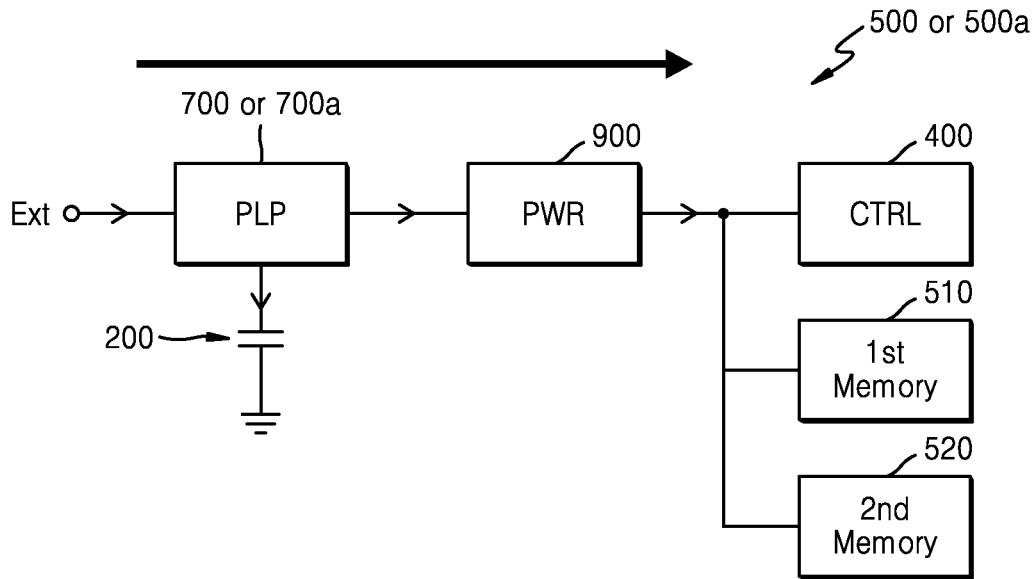 500 or 500a
700 or 700a
900
400
Ext
PLP
PWR
CTRL
510
200
1st
Memory
520
2nd
Memory